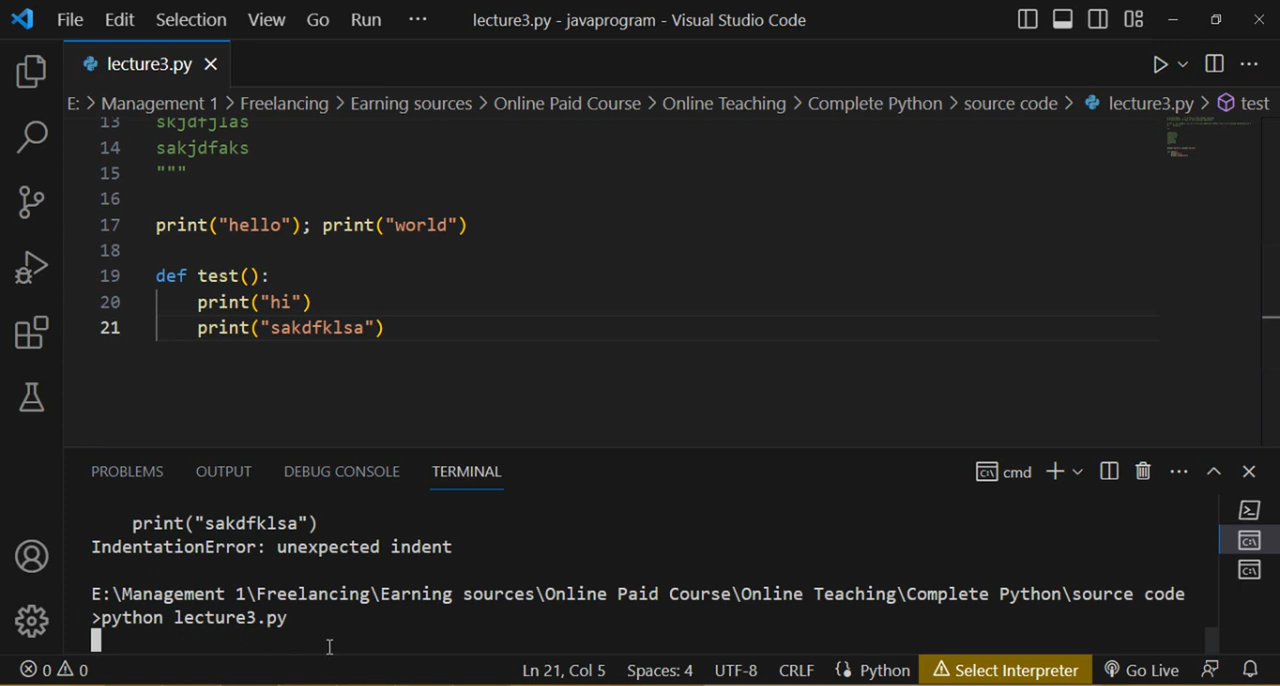 File Edit Selection View Go Run ··· lecture3.py - javaprogram - Visual Studio Code
lecture3.py
E: > Management 1 > Freelancing > Earning sources > Online Paid Course > Online Teaching > Complete Python > source code > lecture3.py > test
13 skjdfjlas
14 sakjdfaks
15 """
16
17 print("hello"); print("world")
18
19 def test():
20 print("hi")
21 print("sakdfklsa")
PROBLEMS OUTPUT DEBUG CONSOLE TERMINAL cmd
print("sakdfklsa")
IndentationError: unexpected indent
E:\Management 1\Freelancing\Earning sources\Online Paid Course\Online Teaching\Complete Python\source code
>python lecture3.py
0 0 Ln 21, Col 5 Spaces: 4 UTF-8 CRLF Python Select Interpreter Go Live